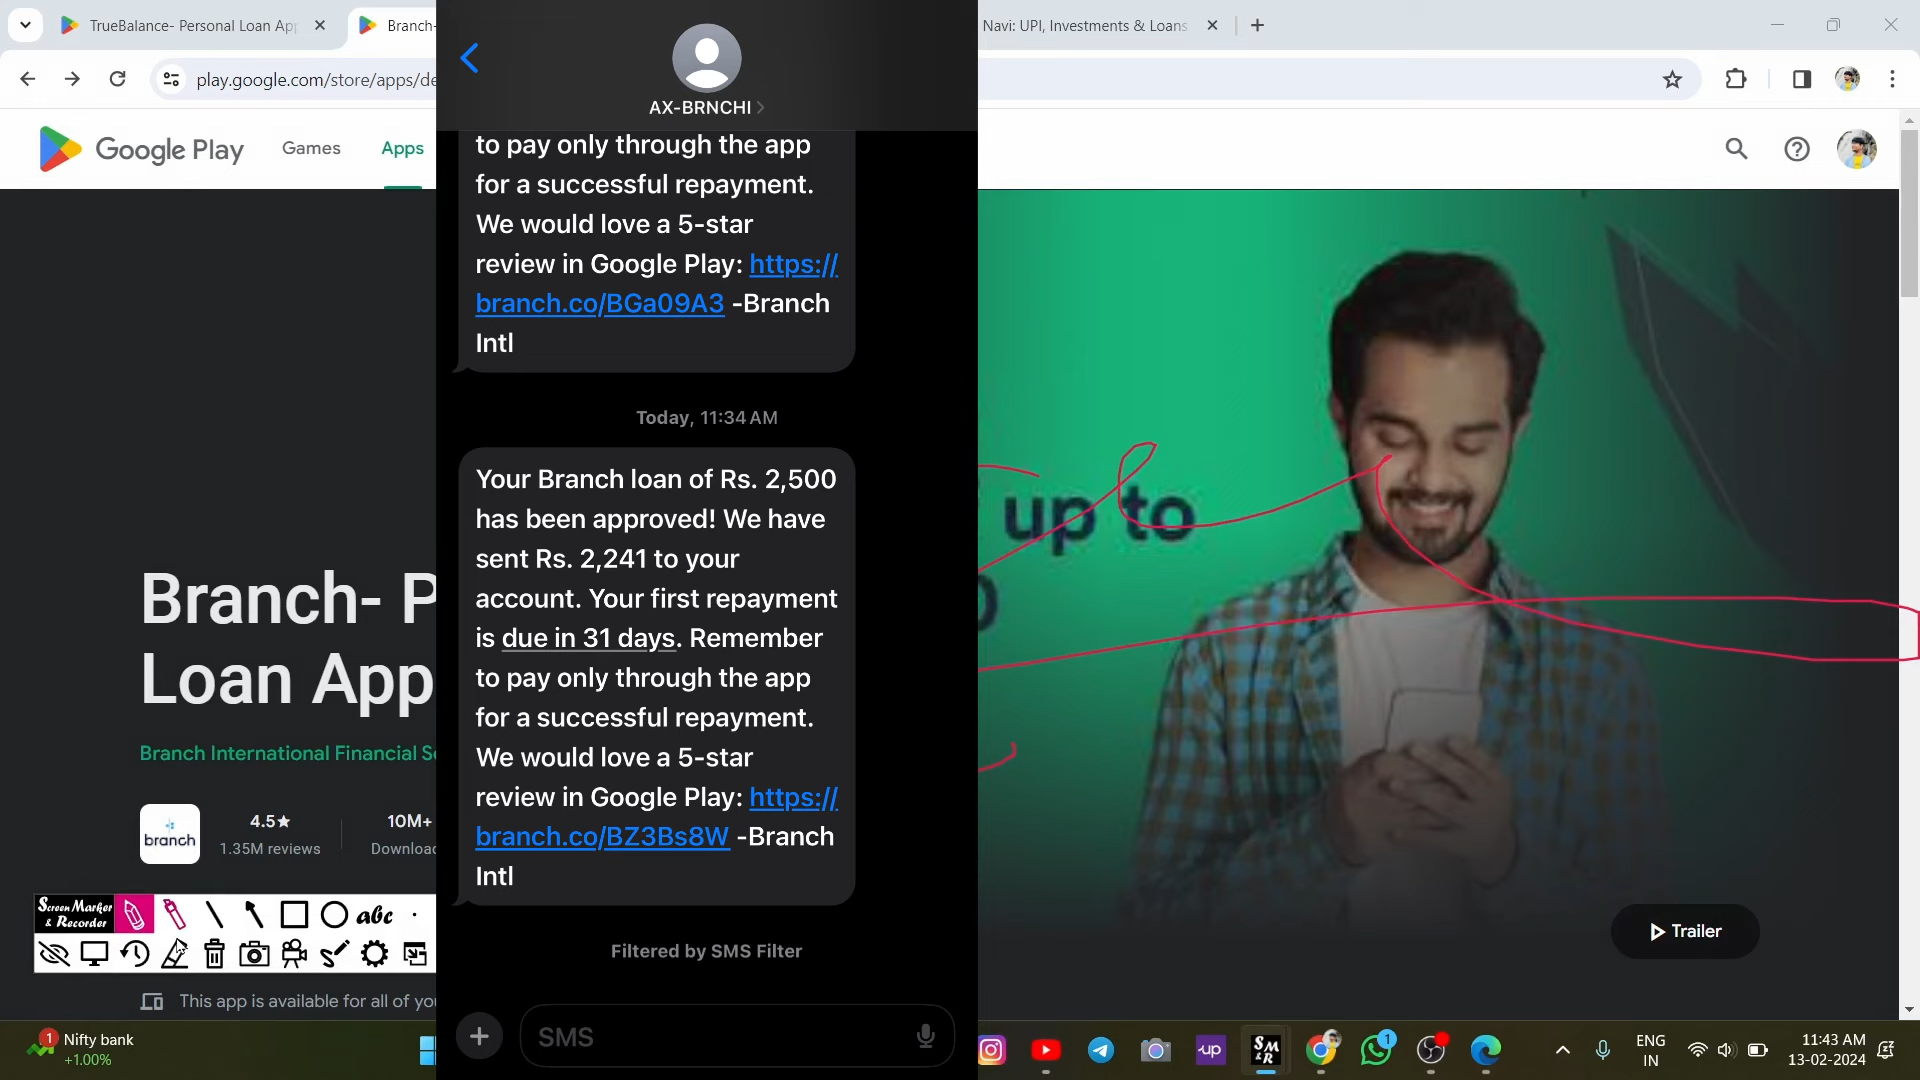 TrueBalance- Personal Loan App
Branch-
Navi: UPI, Investments & Loans
play.google.com/store/apps/de
Google Play
Games
Apps
AX-BRNCHI
to pay only through the app
for a successful repayment.
We would love a 5-star
review in Google Play: https://
branch.co/BGa09A3 -Branch
Intl
Today, 11:34 AM
Your Branch loan of Rs. 2,500
has been approved! We have
sent Rs. 2,241 to your
account. Your first repayment
is due in 31 days. Remember
to pay only through the app
for a successful repayment.
We would love a 5-star
review in Google Play: https://
branch.co/BZ3Bs8W -Branch
Intl
Filtered by SMS Filter
SMS
up to
Branch- P
Loan App
Branch International Financial S
branch
4.5★
1.35M reviews
10M+
Download
Screen Marker
& Recorder
abc
This app is available for all of you
Trailer
1
Nifty bank
+1.00%
up
SM
&R
1
ENG
IN
11:43 AM
13-02-2024